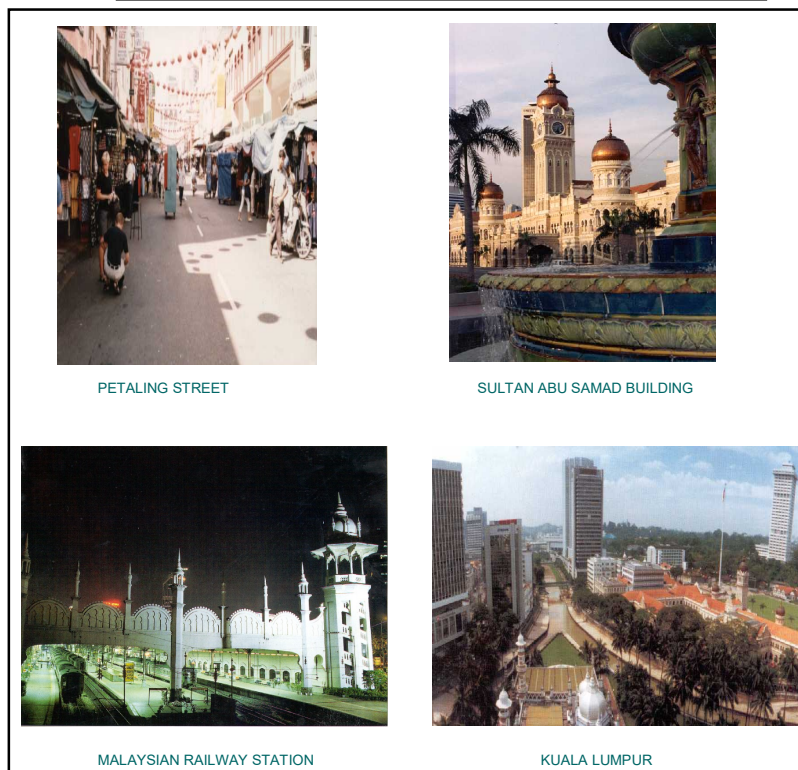 PETALING STREET
SULTAN ABU SAMAD BUILDING
MALAYSIAN RAILWAY STATION
KUALA LUMPUR